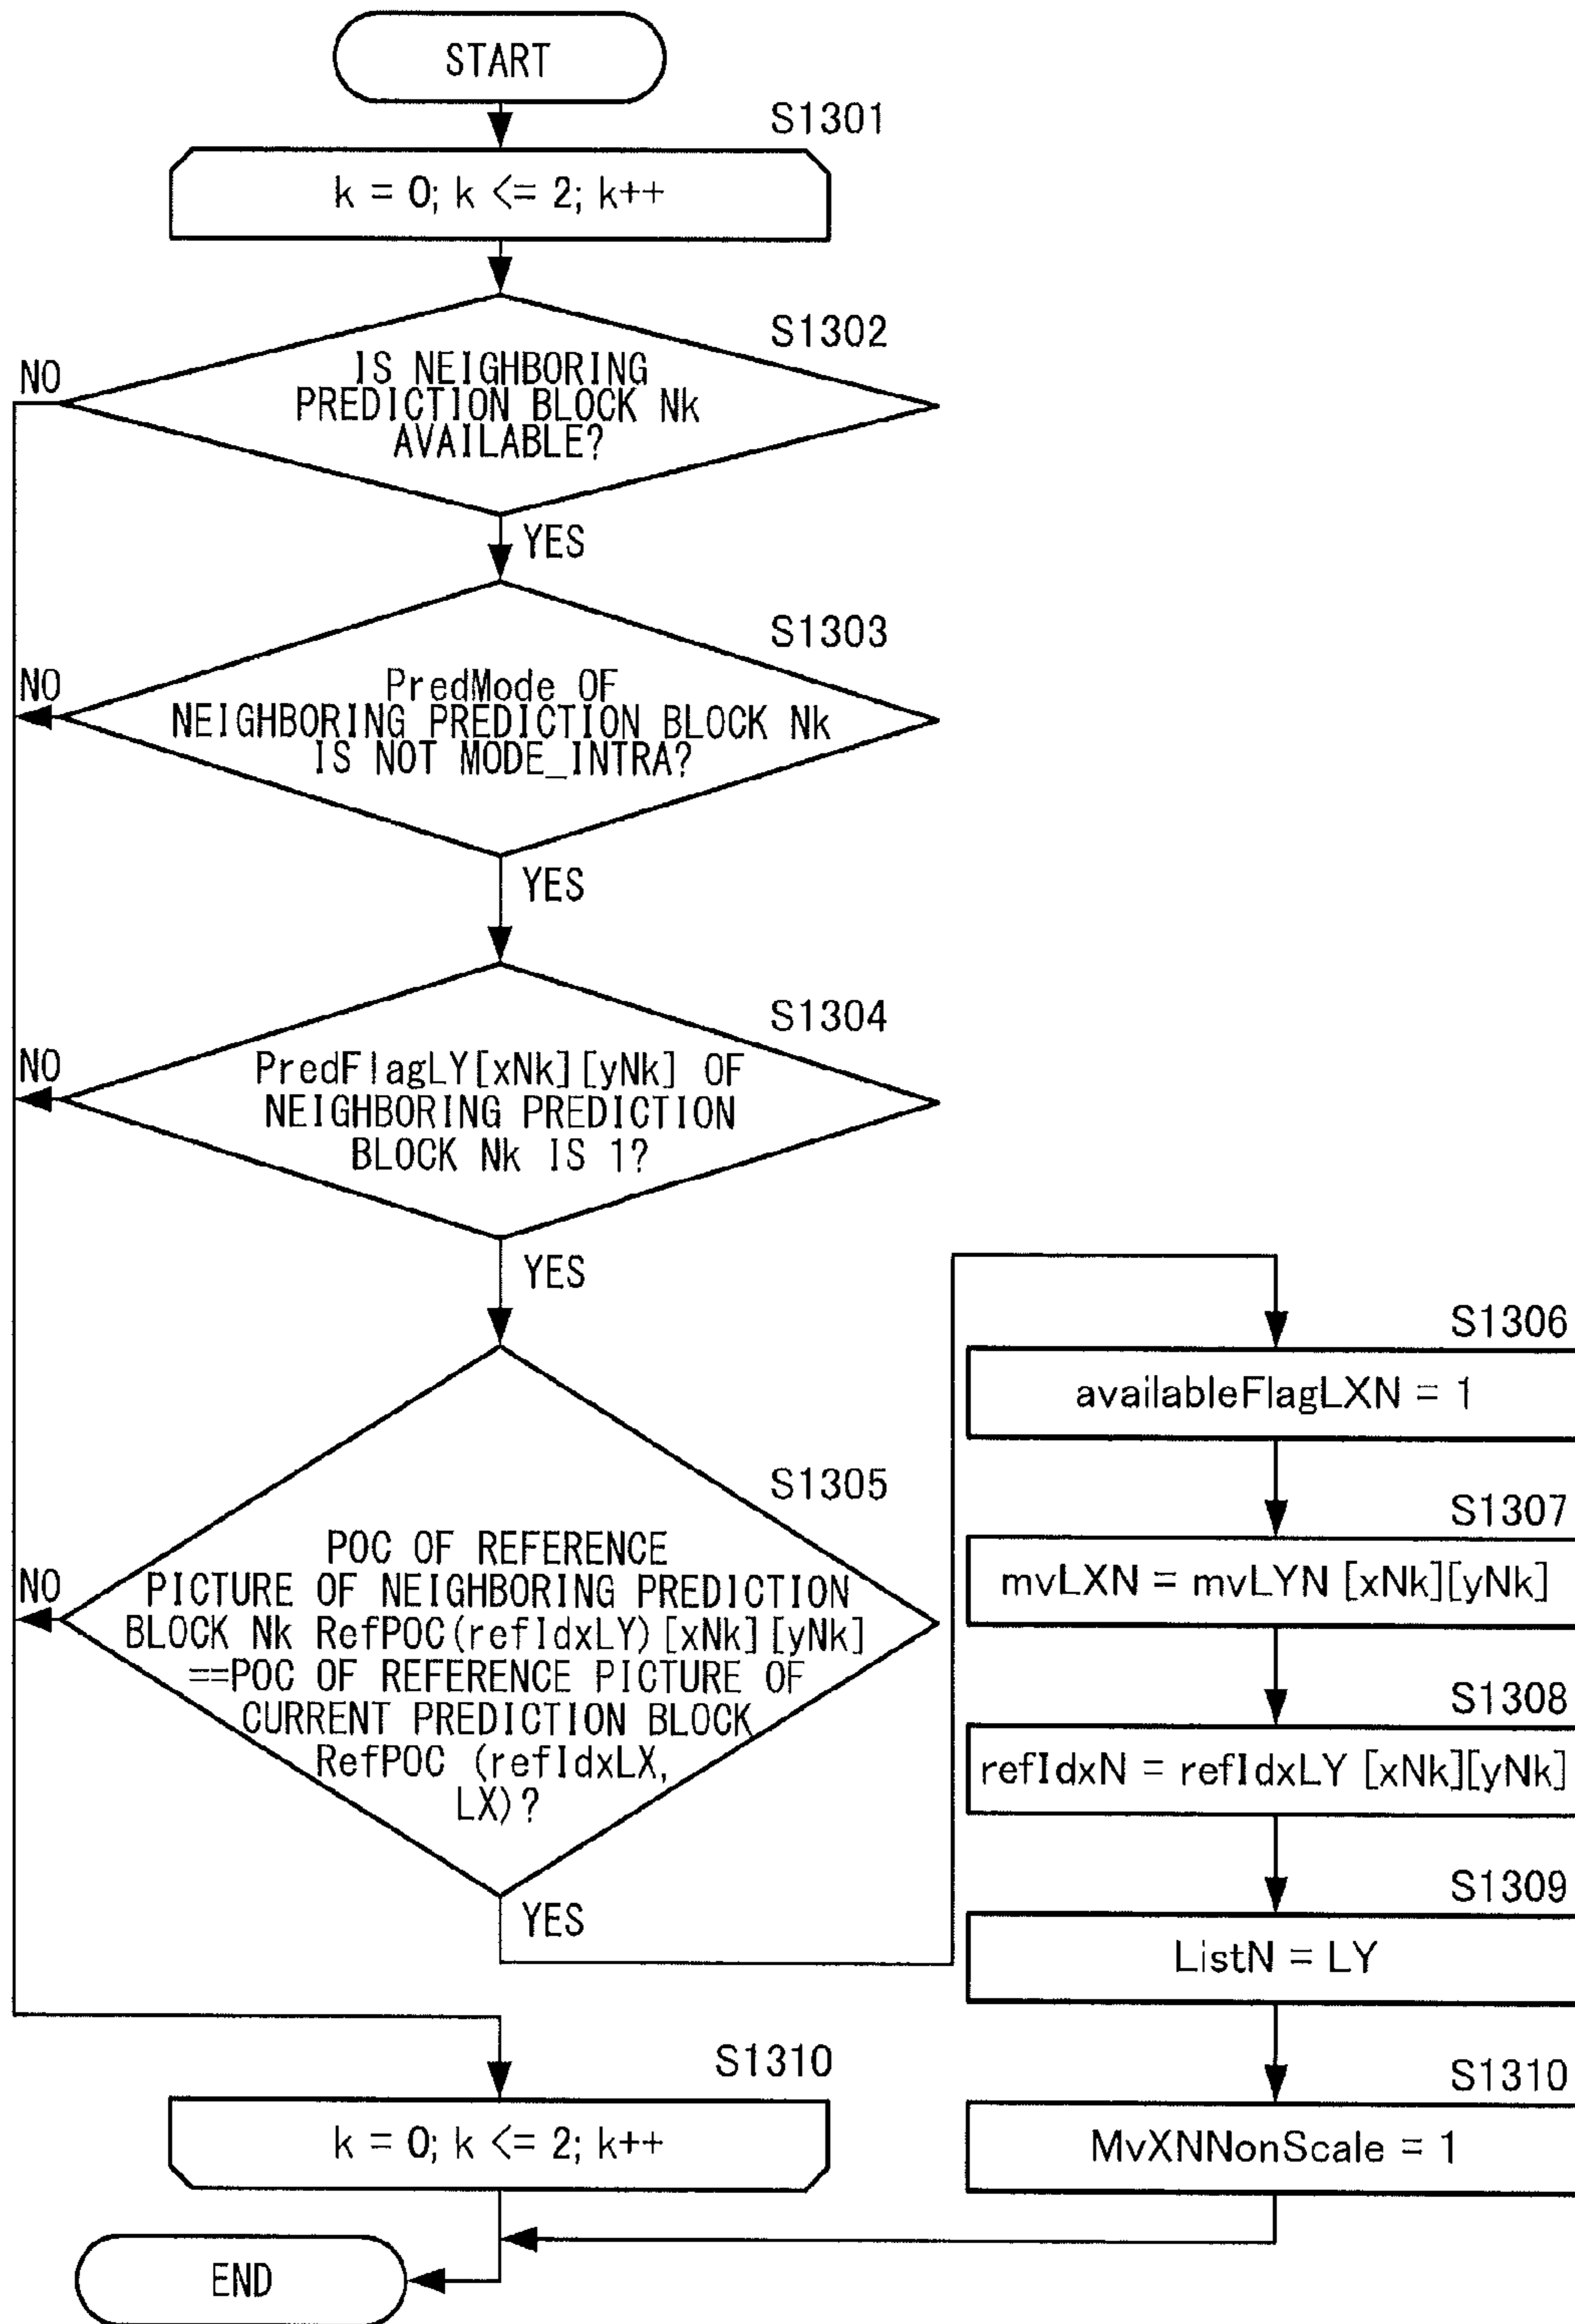 START
S1301
k = 0; k <= 2; k++
S1302
NO
IS NEIGHBORING
PREDICTION BLOCK Nk
AVAILABLE?
YES
S1303
NO
PredMode OF
NEIGHBORING PREDICTION BLOCK Nk
IS NOT MODE_INTRA?
YES
S1304
NO
PredFlagLY[xNk][yNk] OF
NEIGHBORING PREDICTION
BLOCK Nk IS 1?
YES
S1305
NO
POC OF REFERENCE
PICTURE OF NEIGHBORING PREDICTION
BLOCK Nk RefPOC(refIdxLY)[xNk][yNk]
==POC OF REFERENCE PICTURE OF
CURRENT PREDICTION BLOCK
RefPOC (refIdxLX,
LX)?
YES
S1306
availableFlagLXN = 1
S1307
mvLXN = mvLYN [xNk][yNk]
S1308
refIdxN = refIdxLY [xNk][yNk]
S1309
ListN = LY
S1310
MvXNNonScale = 1
S1310
k = 0; k <= 2; k++
END